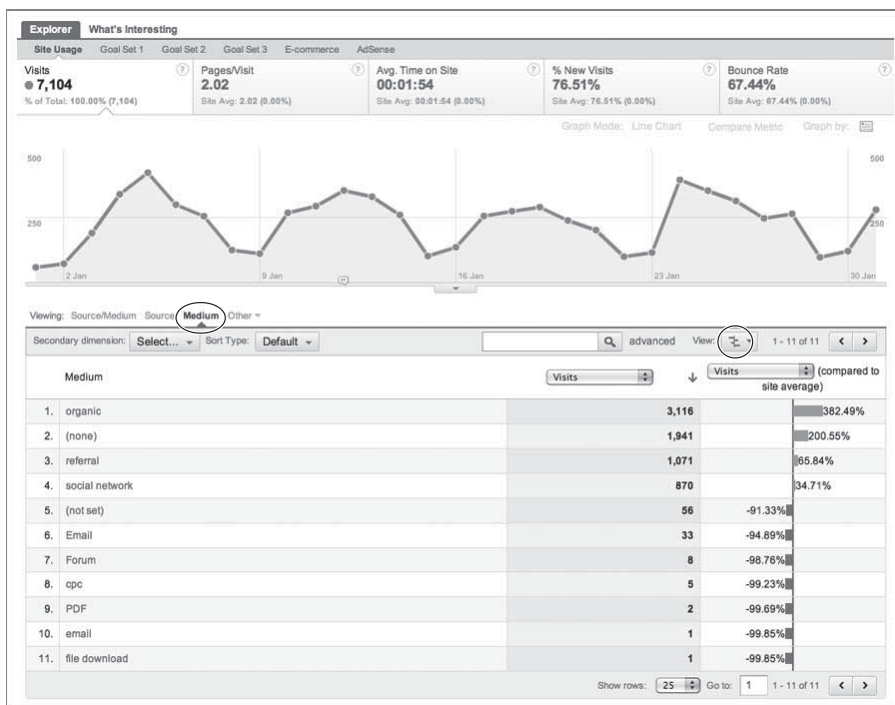 Explorer What's Interesting
Site Usage Goal Set 1 Goal Set 2 Goal Set 3 E-commerce AdSense
Visits ? Pages/Visit ? Avg. Time on Site ? % New Visits ? Bounce Rate ?
7,104 2.02 00:01:54 76.51% 67.44%
% of Total: 100.00% (7,104) Site Avg: 2.02 (0.00%) Site Avg: 00:01:54 (0.00%) Site Avg: 76.51% (0.00%) Site Avg: 67.44% (0.00%)
Graph Mode: Line Chart Compare Metric Graph by:
500 500
250 250
2 Jan 9 Jan 16 Jan 23 Jan 30 Jan
Viewing: Source/Medium Source Medium Other
Secondary dimension: Select... Sort Type: Default advanced View: 1 - 11 of 11
Medium Visits Visits (compared to
site average)
1. organic 3,116 382.49%
2. (none) 1,941 200.55%
3. referral 1,071 65.84%
4. social network 870 34.71%
5. (not set) 56 -91.33%
6. Email 33 -94.89%
7. Forum 8 -98.76%
8. cpc 5 -99.23%
9. PDF 2 -99.69%
10. email 1 -99.85%
11. file download 1 -99.85%
Show rows: 25 Go to: 1 1 - 11 of 11